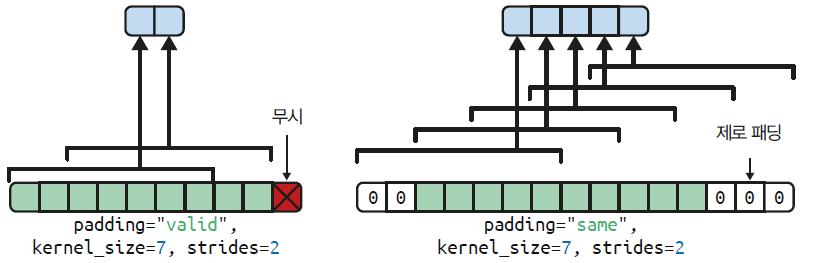 무시
제로 패딩
0 0 0 0 0
padding="valid",
kernel_size=7, strides=2
padding="same",
kernel_size=7, strides=2